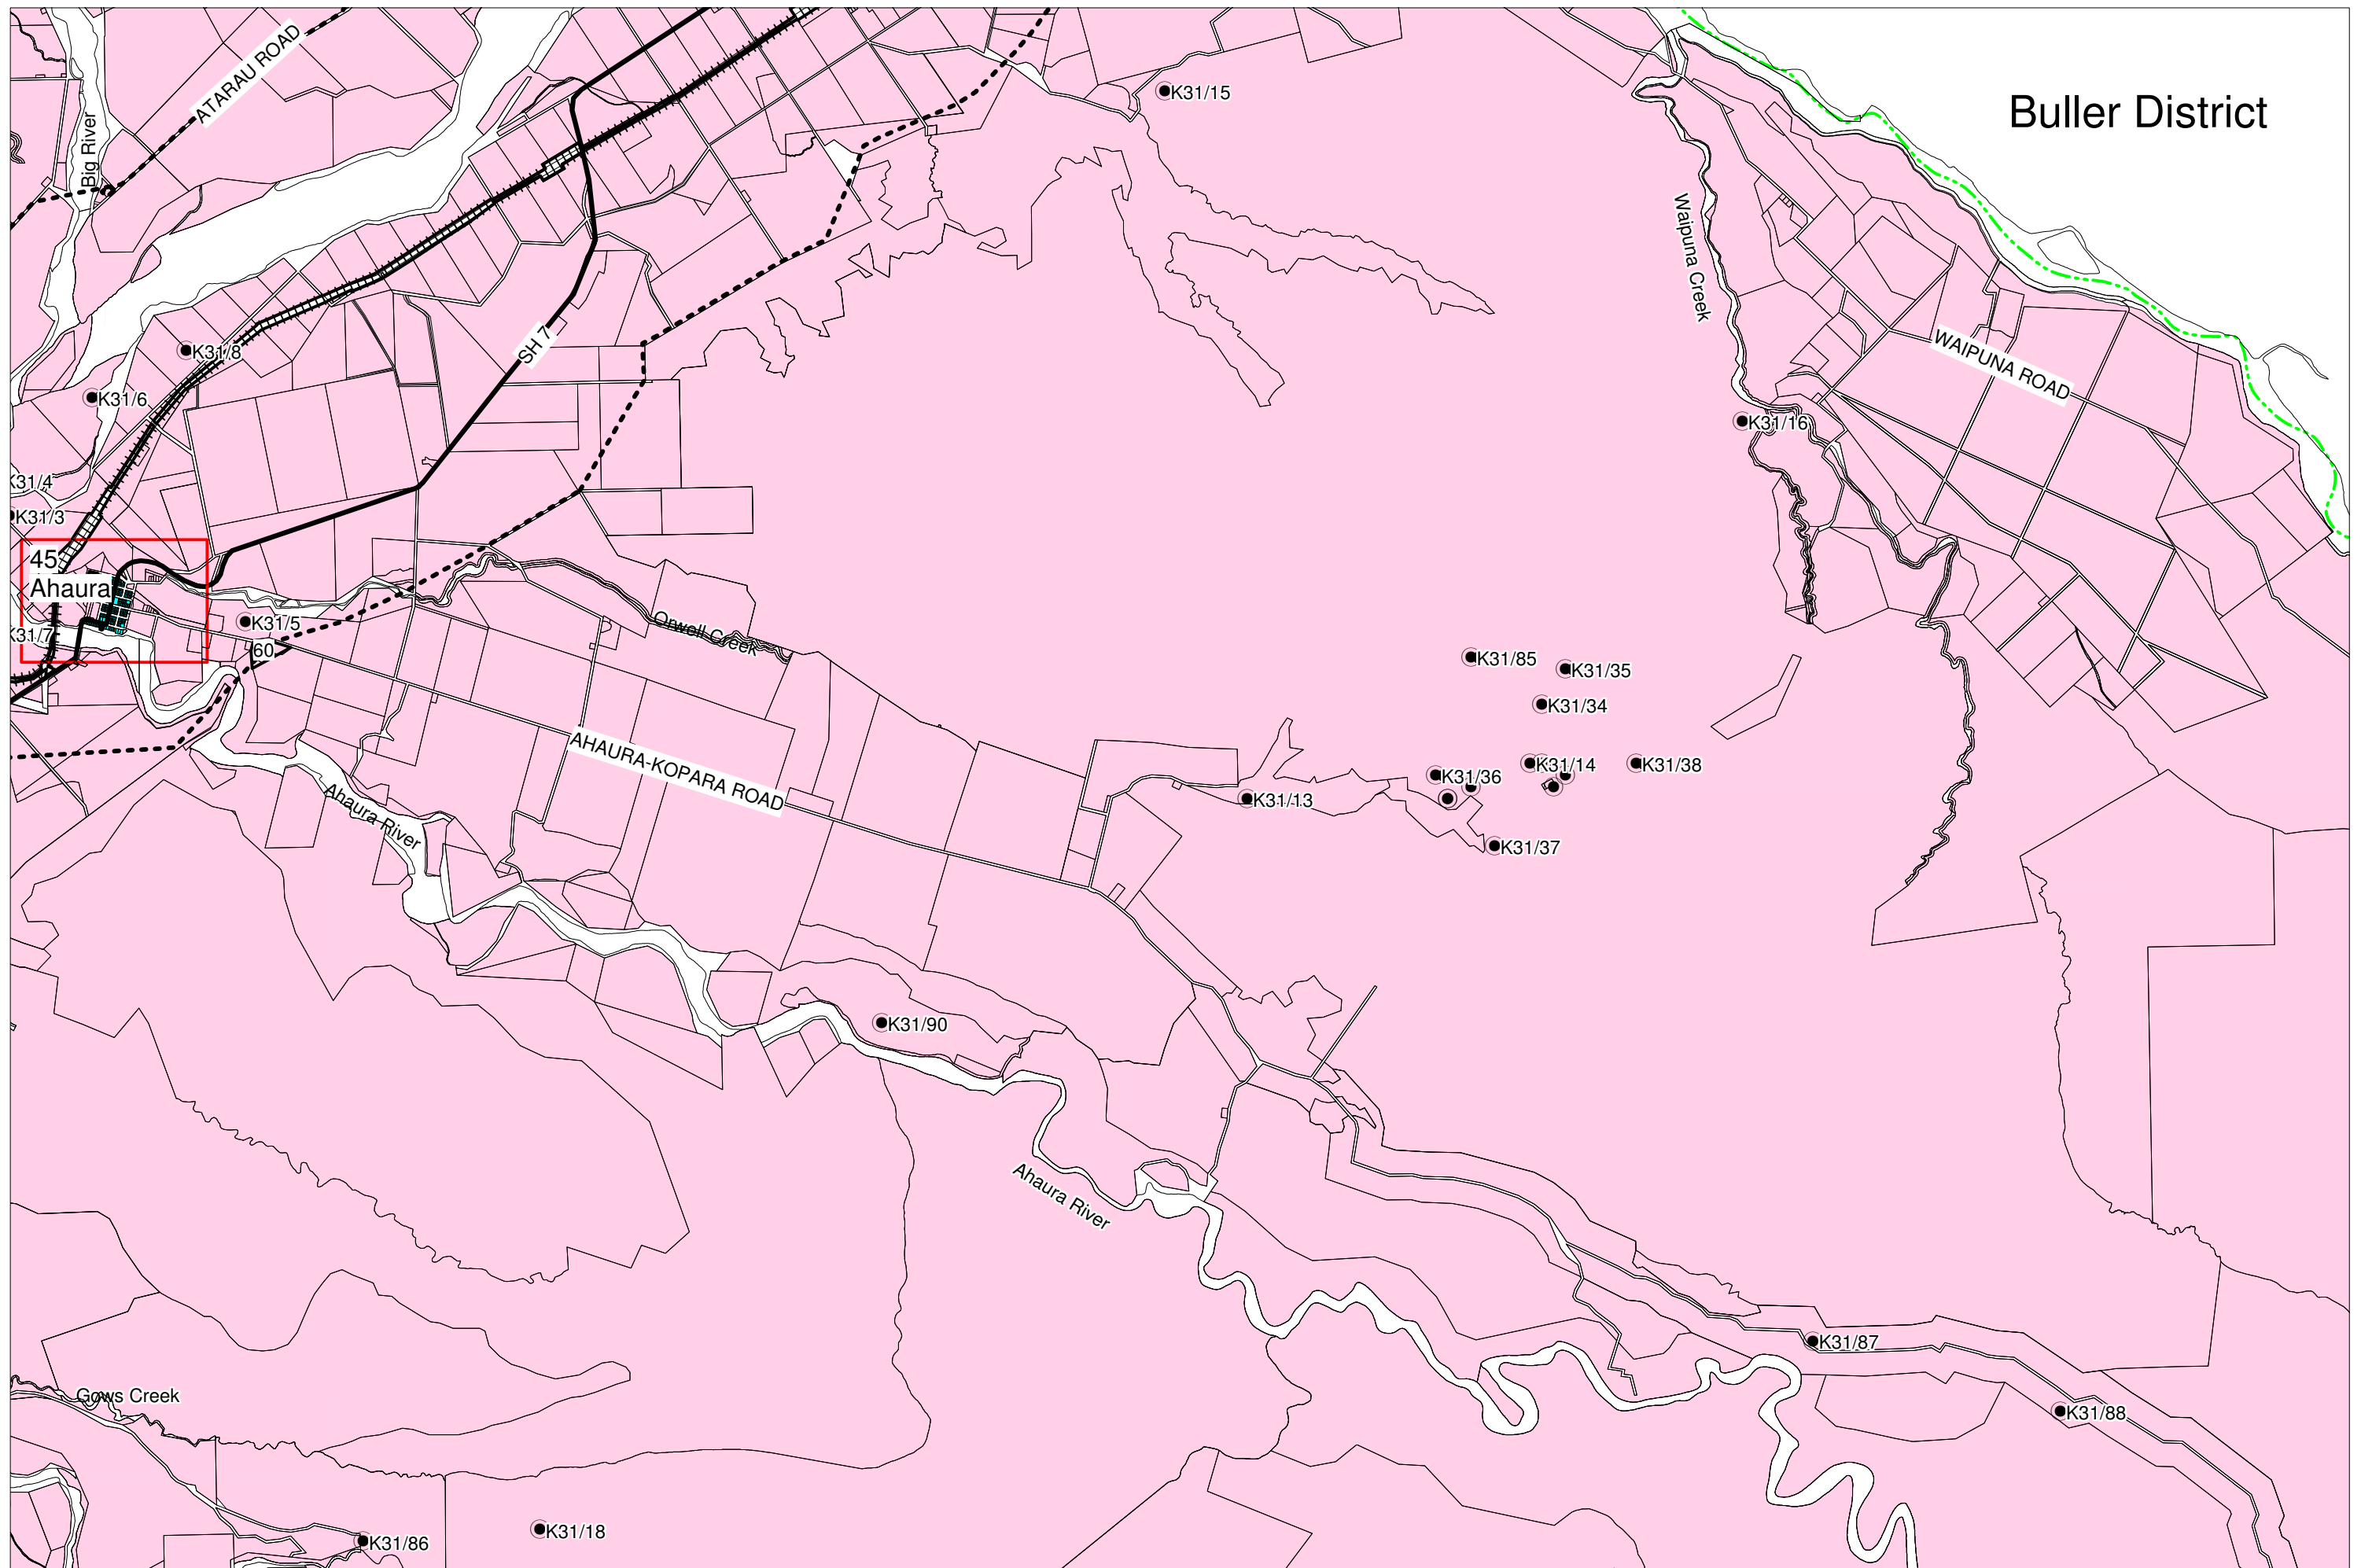 ATARAU ROAD
K31/15
Buller District
Big River
Waipuna Creek
SH 7
K31/8
WAIPUNA ROAD
K31/6
K31/16
K31/4
K31/3
45
Ahaura
K31/5
K31/7
Orwell Creek
60
K31/85
K31/35
K31/34
AHAURA-KOPARA ROAD
K31/14
K31/38
K31/36
K31/13
Ahaura River
K31/37
K31/90
Ahaura River
K31/87
Gows Creek
K31/88
K31/18
K31/86